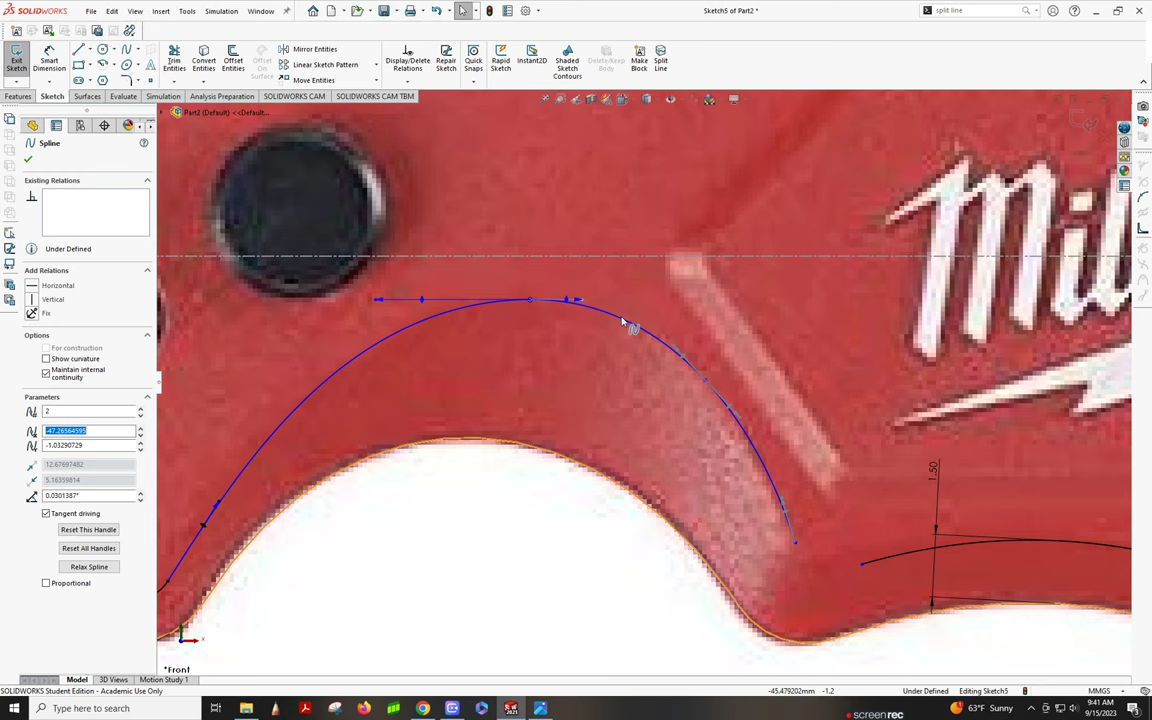 SOLIDWORKS File Edit View Insert Tools Simulation Window Sketch5 of Part2 * split line
Exit Sketch Smart Dimension Trim Entities Convert Entities Offset Entities Offset On Surface Mirror Entities Linear Sketch Pattern Move Entities Display/Delete Relations Repair Sketch Quick Snaps Rapid Sketch Instant2D Shaded Sketch Contours Delete/Keep Body Make Block Split Line
Features Sketch Surfaces Evaluate Simulation Analysis Preparation SOLIDWORKS CAM SOLIDWORKS CAM TBM
Part2 (Default) <<Default...
Spline
Existing Relations
Under Defined
Add Relations
Horizontal
Vertical
Fix
Options
For construction
Show curvature
Maintain internal continuity
Parameters
2
-47.26564595
-1.03290729
12.67697482
5.16359814
0.0301387°
Tangent driving
Reset This Handle
Reset All Handles
Relax Spline
Proportional
Mil
1.50
X
*Front
Model 3D Views Motion Study 1
SOLIDWORKS Student Edition - Academic Use Only -45.479202mm -1.2 Under Defined Editing Sketch5 MMGS
Type here to search 63°F Sunny 9:41 AM
9/15/2023
screenrec